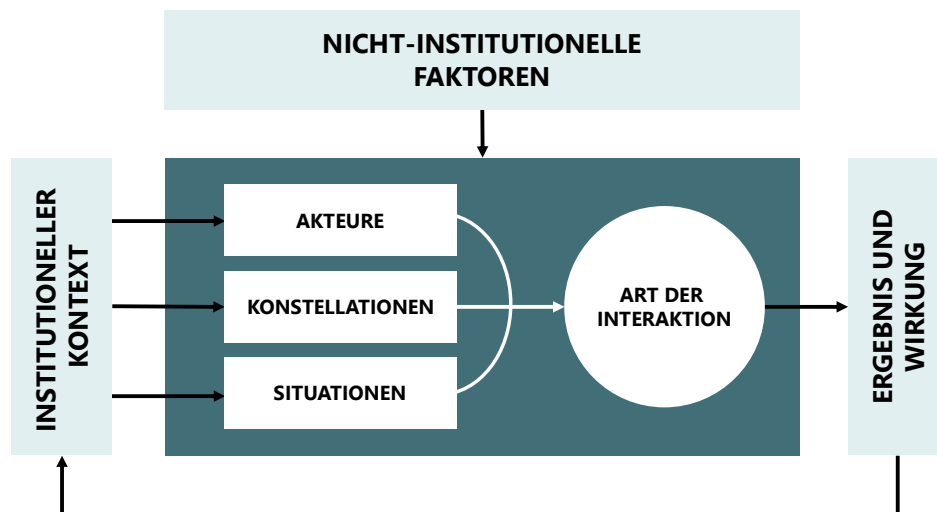 NICHT-INSTITUTIONELLE
FAKTOREN
INSTITUTIONELLER
KONTEXT
AKTEURE
KONSTELLATIONEN
SITUATIONEN
ART DER
INTERAKTION
ERGEBNIS UND
WIRKUNG